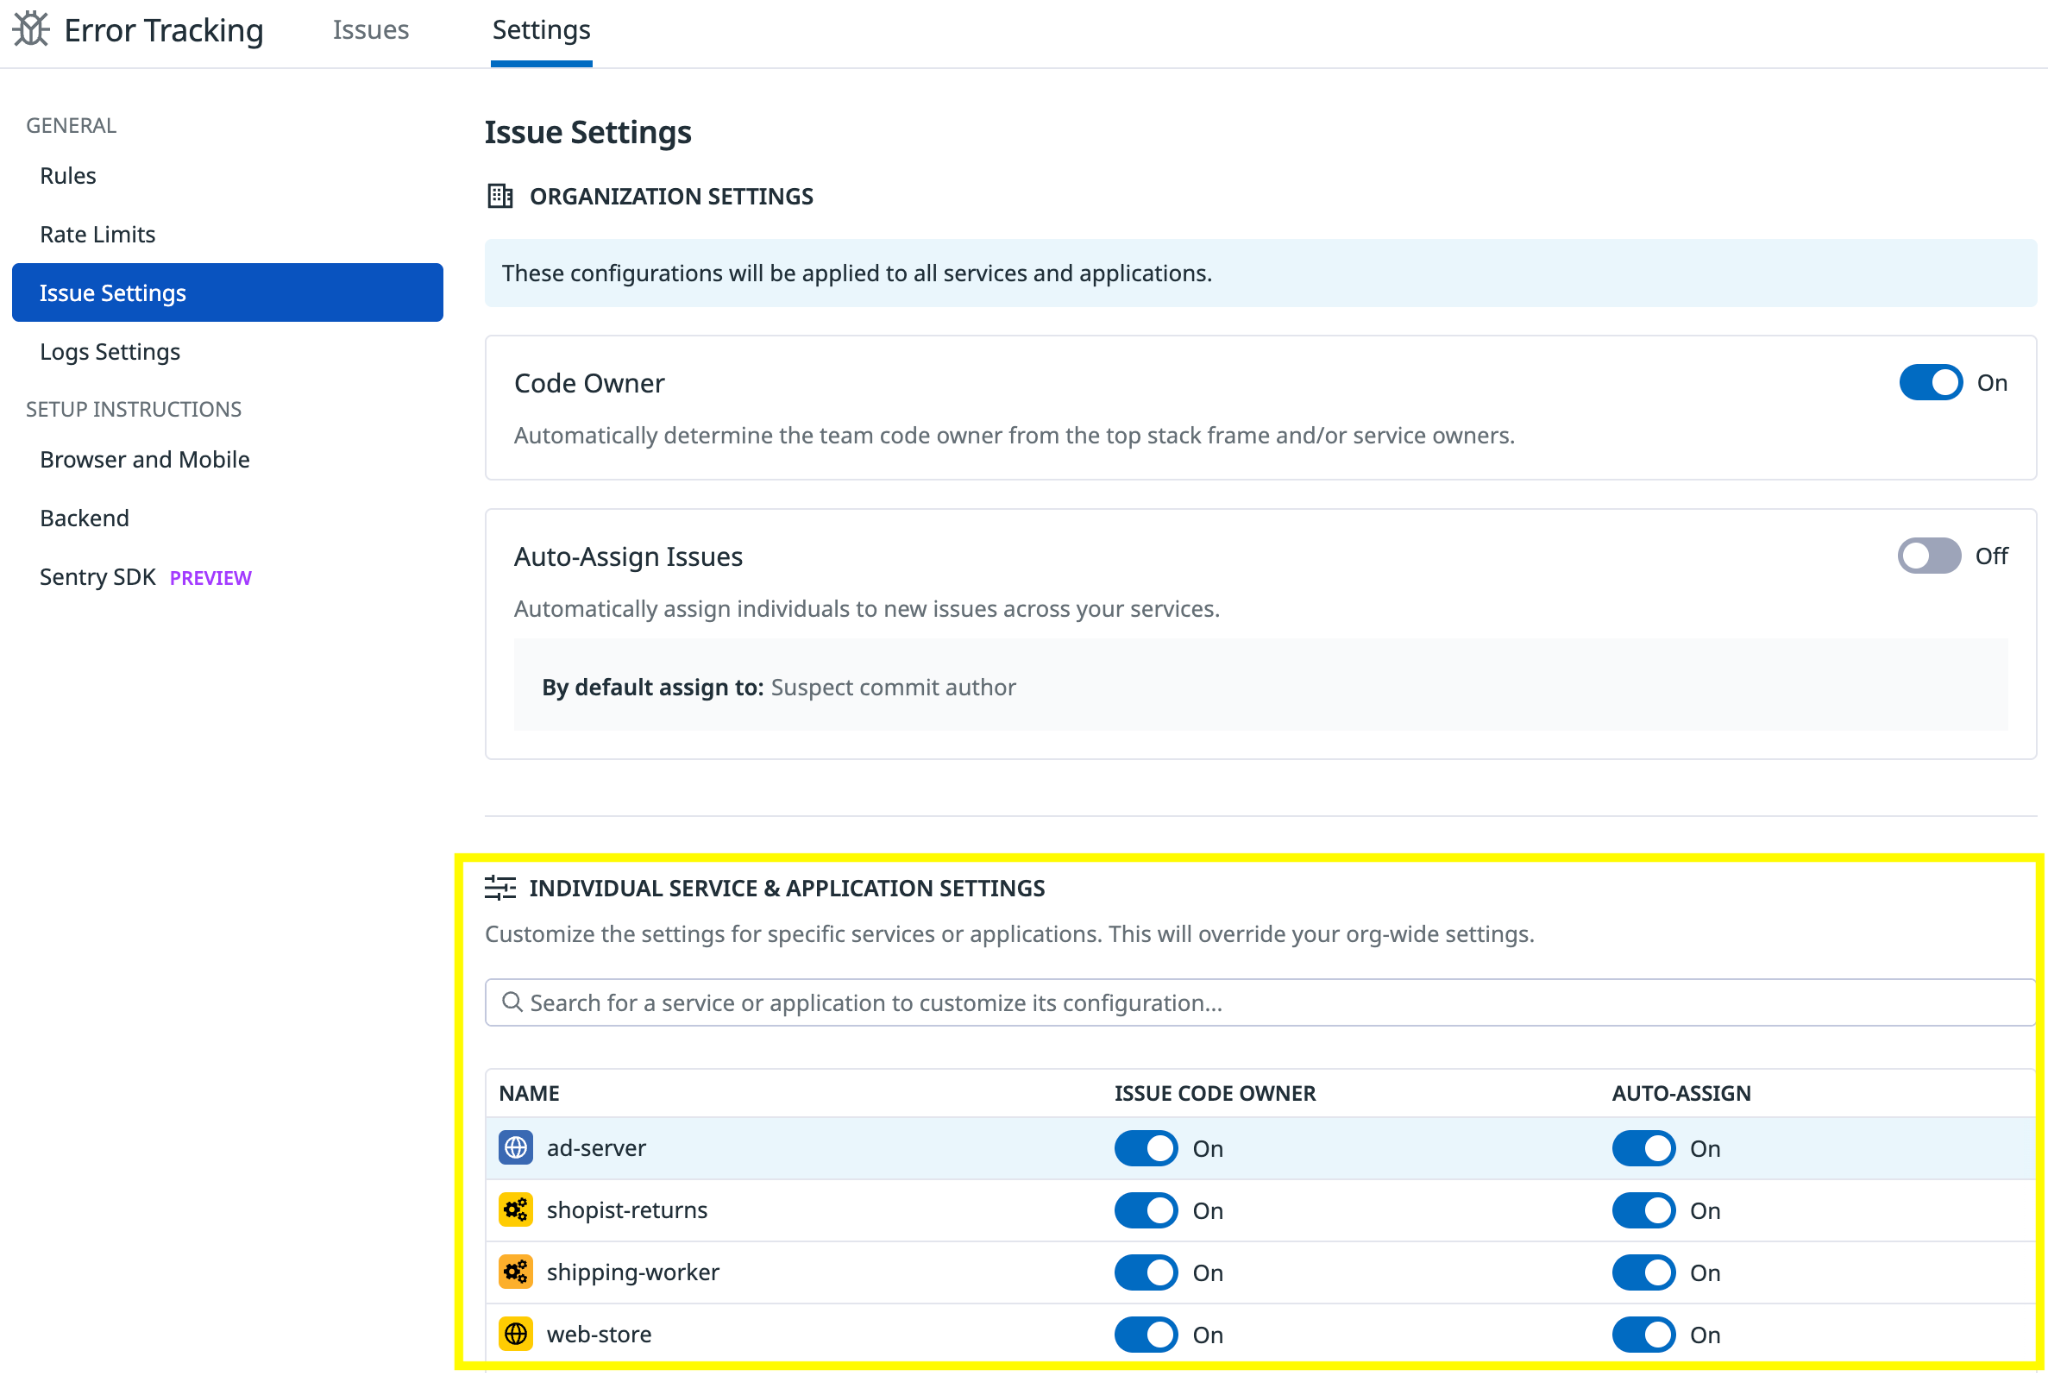 Error Tracking
Issues
Settings
GENERAL
Rules
Rate Limits
Issue Settings
Logs Settings
SETUP INSTRUCTIONS
Browser and Mobile
Backend
Sentry SDK PREVIEW
Issue Settings
ORGANIZATION SETTINGS
These configurations will be applied to all services and applications.
Code Owner
On
Automatically determine the team code owner from the top stack frame and/or service owners.
Auto-Assign Issues
Off
Automatically assign individuals to new issues across your services.
By default assign to: Suspect commit author
INDIVIDUAL SERVICE & APPLICATION SETTINGS
Customize the settings for specific services or applications. This will override your org-wide settings.
Search for a service or application to customize its configuration...
NAME ISSUE CODE OWNER AUTO-ASSIGN
ad-server On On
shopist-returns On On
shipping-worker On On
web-store On On